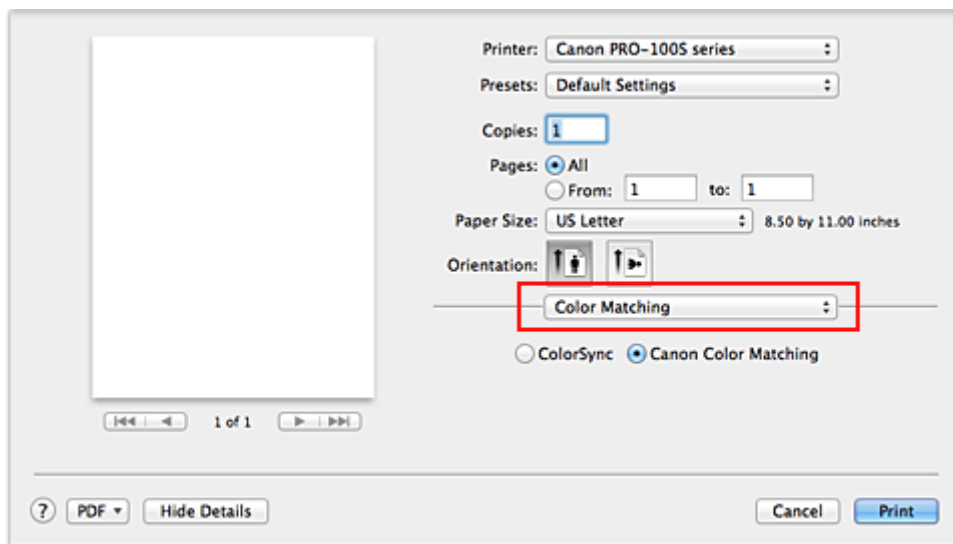 Printer: Canon PRO-100S series
Presets: Default Settings
Copies: 1
Pages: All
From: 1 to: 1
Paper Size: US Letter 8.50 by 11.00 inches
Orientation:
Color Matching
ColorSync Canon Color Matching
1 of 1
? PDF Hide Details Cancel Print